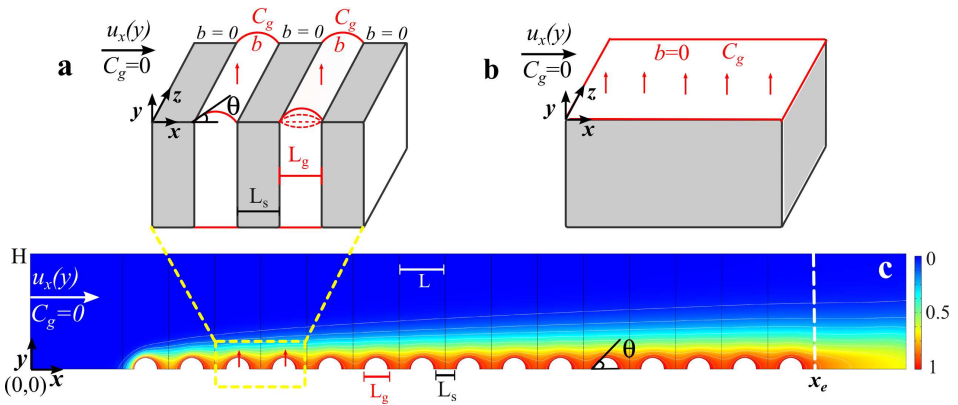 C_g C_g
b = 0 b b = 0 b b = 0
u_x(y)
C_g=0
a
θ
y z x
L_g
L_s
b
u_x(y)
C_g=0
b=0 C_g
y z x
H
u_x(y)
C_g=0
L
c
0
0.5
1
θ
y
(0,0) x
L_g L_s
x_e